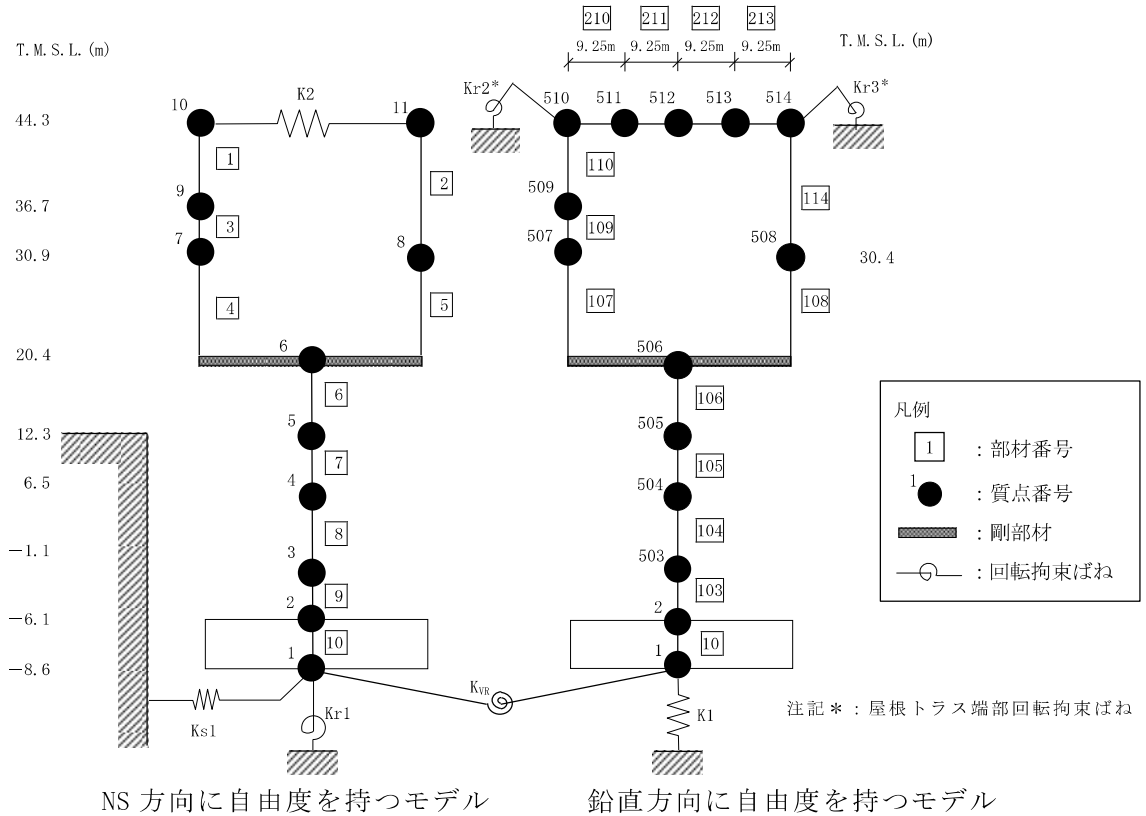 210 211 212 213
9.25m 9.25m 9.25m 9.25m
T.M.S.L.(m)
T.M.S.L.(m)
Kr2*
Kr3*
44.3
10
K2
11
510 511 512 513 514
1
2
110
114
36.7
9
509
3
109
30.9
7
8
507
508
30.4
4
5
107
108
20.4
6
506
6
106
12.3
5
505
7
105
6.5
4
504
8
104
-1.1
3
503
9
103
-6.1
2
2
10
10
-8.6
1
1
Ks1
Kr1
KVR
K1
凡例
1 :部材番号
1 :質点番号
:剛部材
:回転拘束ばね
注記*:屋根トラス端部回転拘束ばね
NS 方向に自由度を持つモデル
鉛直方向に自由度を持つモデル